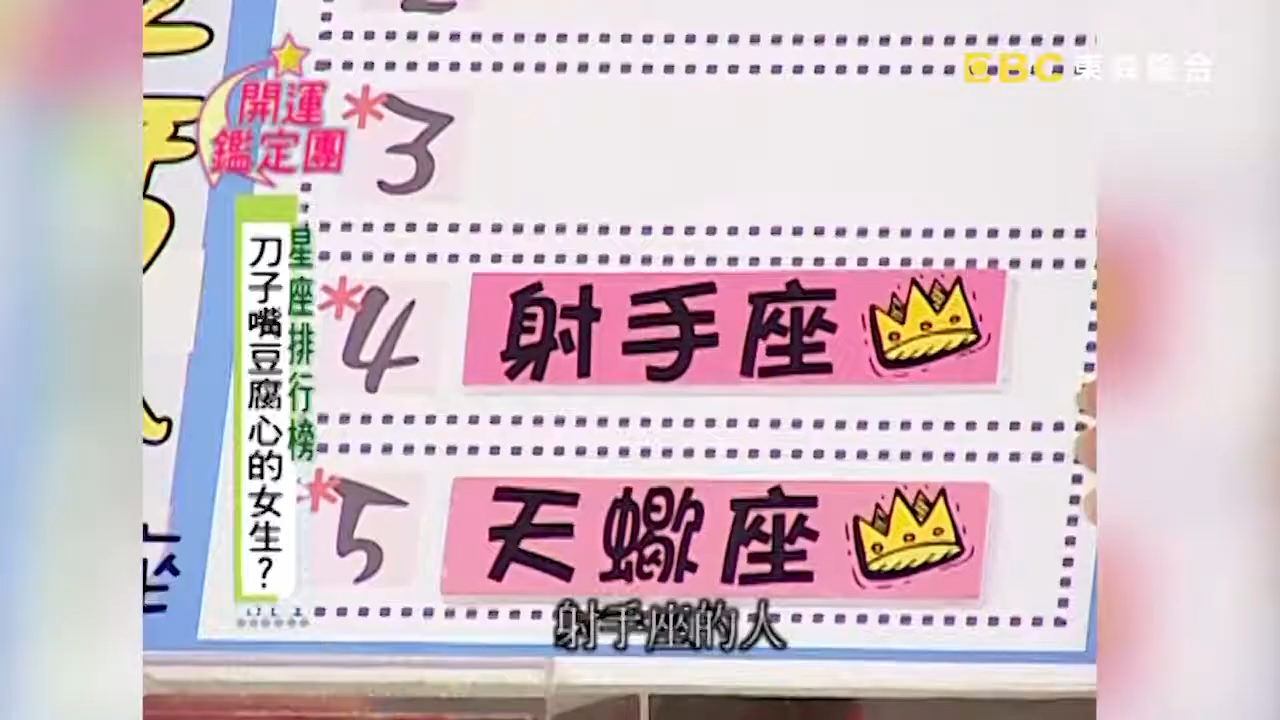 EBC 東森綜合
開運
鑑定團
星座排行榜
刀子嘴豆腐心的女生?
*3
*4 射手座
*5 天蠍座
射手座的人